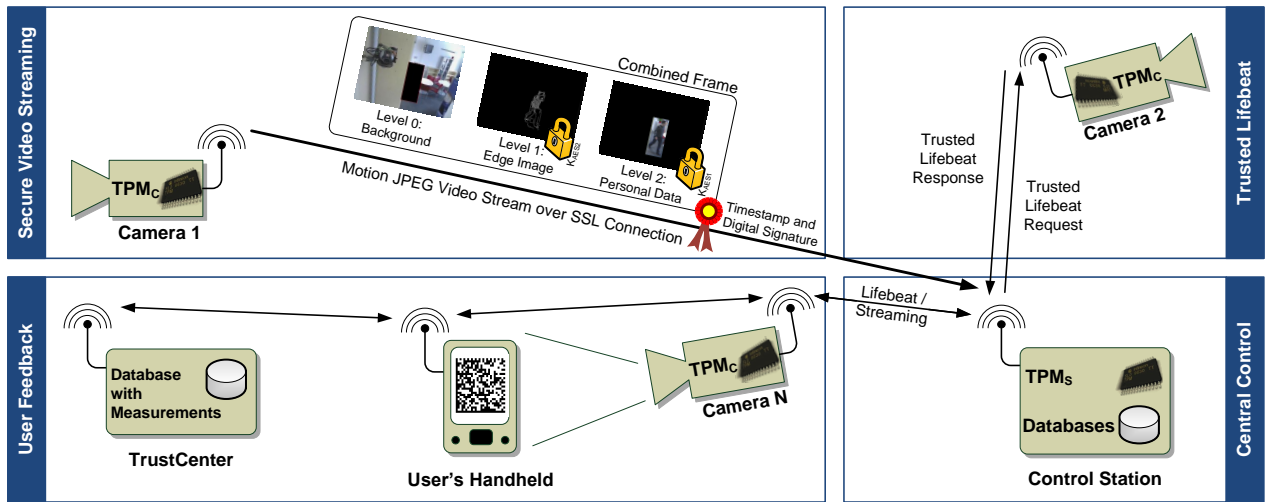 Secure Video Streaming
Combined Frame
Level 0:
Background
Level 1:
Edge Image
KAES2
Level 2:
Personal Data
KAES1
TPMC
Camera 1
Motion JPEG Video Stream over SSL Connection
Timestamp and
Digital Signature
Trusted Lifebeat
TPMC
Camera 2
Trusted
Lifebeat
Response
Trusted
Lifebeat
Request
User Feedback
Database
with
Measurements
TrustCenter
User's Handheld
TPMC
Camera N
Lifebeat /
Streaming
Central Control
TPMS
Databases
Control Station